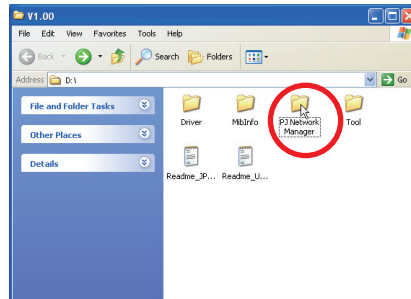 V1.00
File Edit View Favorites Tools Help
Back Search Folders
Address D:\ Go
File and Folder Tasks
Other Places
Details
Driver MibInfo PJ Network Manager Tool
Readme_JP... Readme_U...